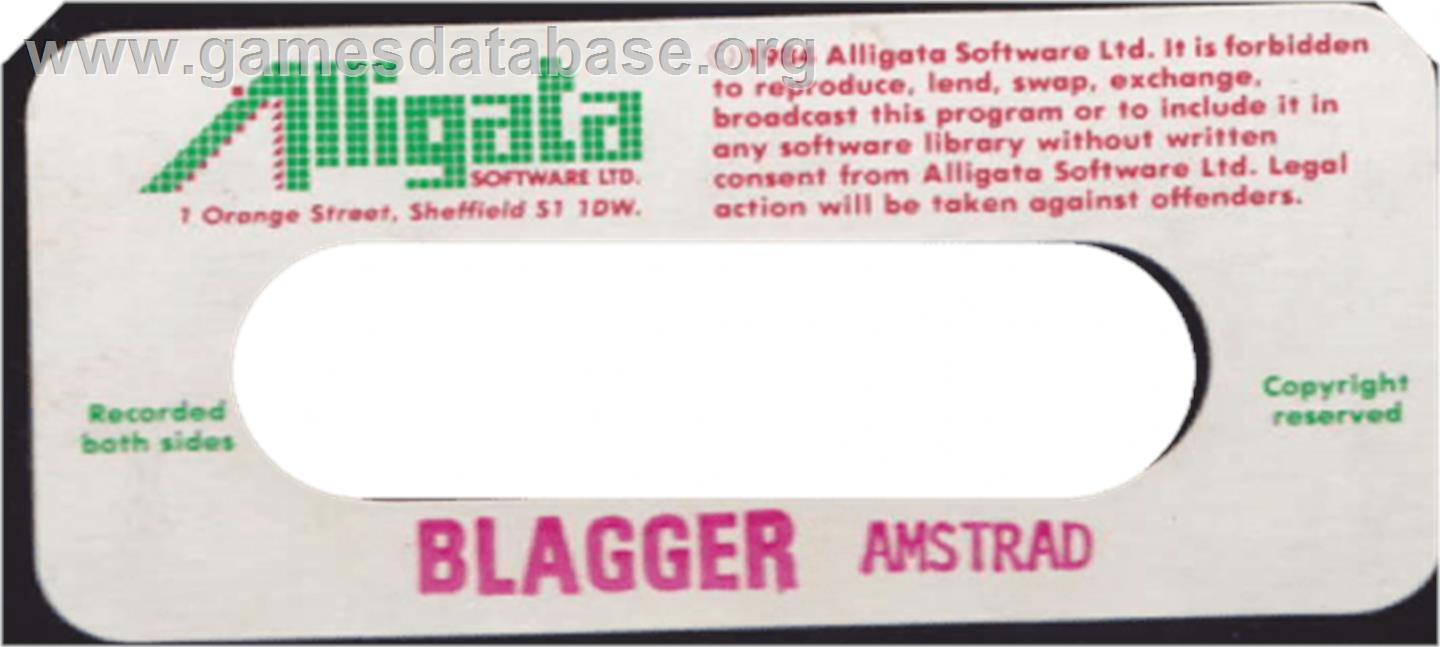 www.gamesdatabase.org
Alligata
SOFTWARE LTD.
1 Orange Street, Sheffield S1 1DW.
© 1984 Alligata Software Ltd. It is forbidden
to reproduce, lend, swap, exchange,
broadcast this program or to include it in
any software library without written
consent from Alligata Software Ltd. Legal
action will be taken against offenders.
Recorded
both sides
Copyright
reserved
BLAGGER AMSTRAD